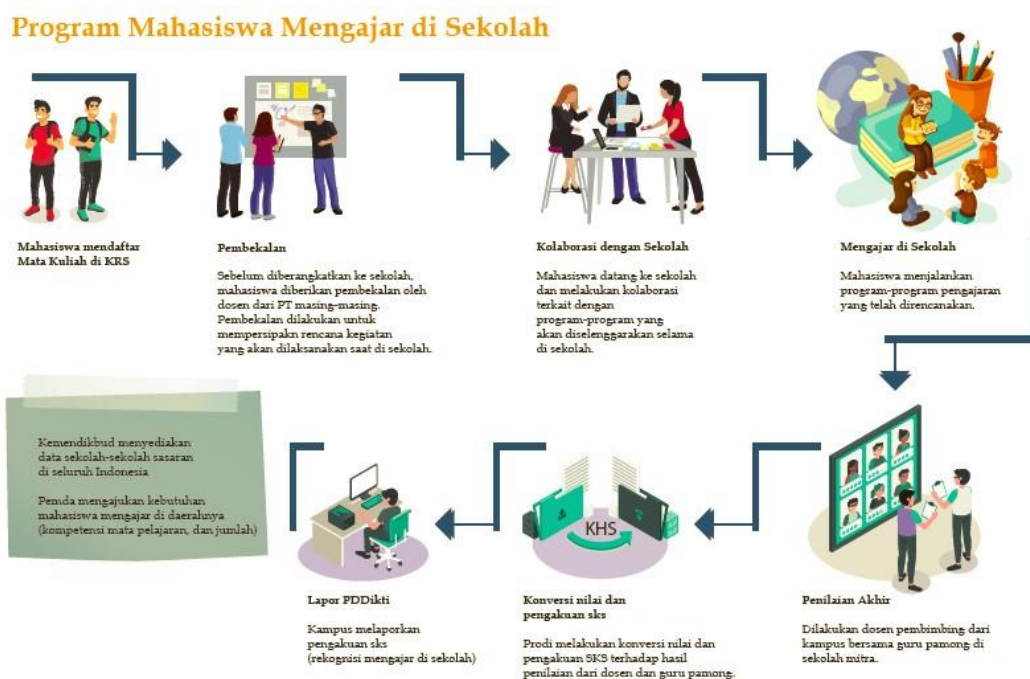 Program Mahasiswa Mengajar di Sekolah
Mahasiswa mendaftar
Mata Kuliah di KRS
Pembekalan
Sebelum diberangkatkan ke sekolah,
mahasiswa diberikan pembekalan oleh
dosen dari PT masing-masing.
Pembekalan dilakukan untuk
mempersipakn rencana kegiatan
yang akan dilaksanakan saat di sekolah.
Kolaborasi dengan Sekolah
Mahasiswa datang ke sekolah
dan melakukan kolaborasi
terkait dengan
program-program yang
akan diselenggarakan selama
di sekolah.
Mengajar di Sekolah
Mahasiswa menjalankan
program-program pengajaran
yang telah direncanakan.
Penilaian Akhir
Dilakukan dosen pembimbing dari
kampus bersama guru pamong di
sekolah mitra.
KHS
Konversi nilai dan
pengakuan sks
Prodi melakukan konversi nilai dan
pengakuan SKS terhadap hasil
penilaian dari dosen dan guru pamong.
Lapor PDDikti
Kampus melaporkan
pengakuan sks
(rekognisi mengajar di sekolah)
Kemendikbud menyediakan
data sekolah-sekolah sasaran
di seluruh Indonesia
Pemda mengajukan kebutuhan
mahasiswa mengajar di daerahnya
(kompetensi mata pelajaran, dan jumlah)